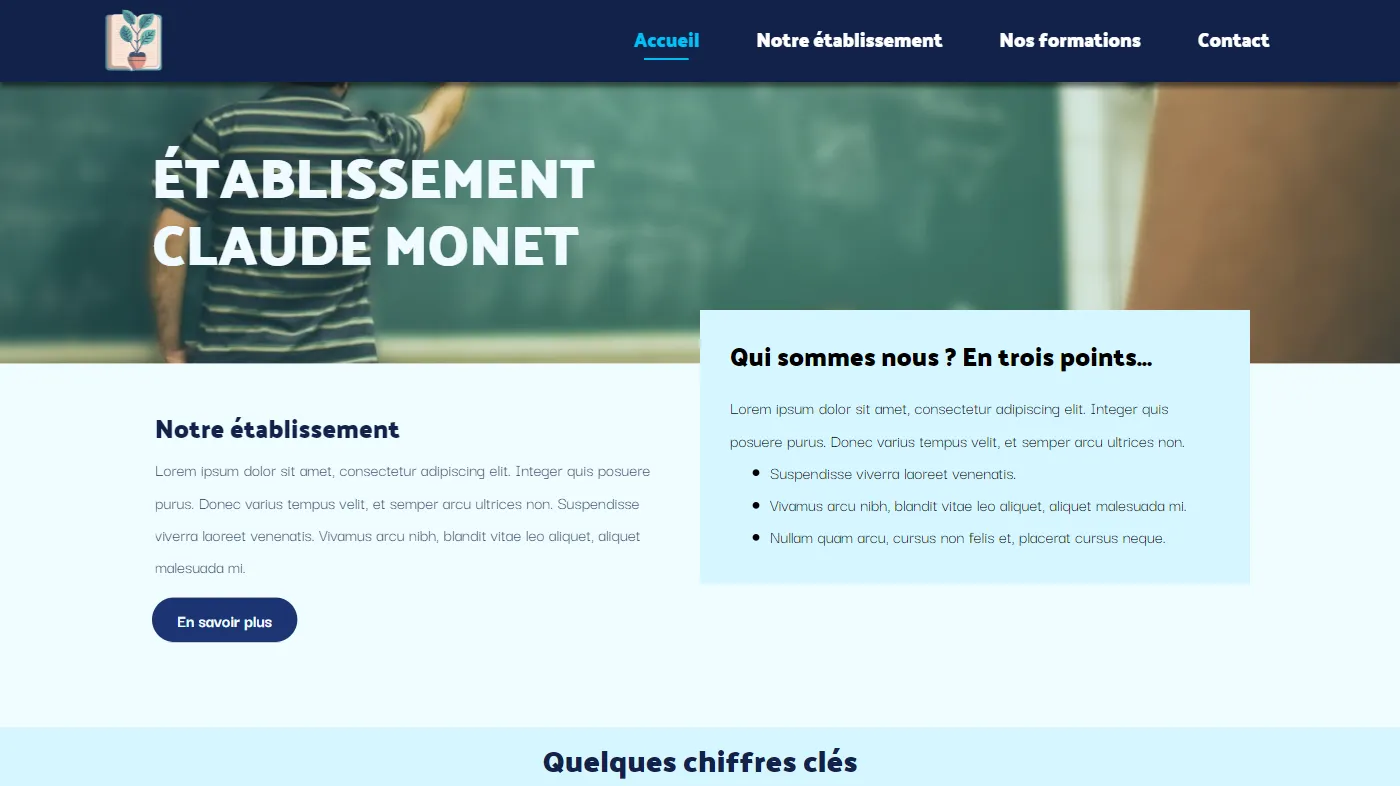 Accueil
Notre établissement
Nos formations
Contact
ÉTABLISSEMENT
CLAUDE MONET
Qui sommes nous ? En trois points...
Lorem ipsum dolor sit amet, consectetur adipiscing elit. Integer quis
posuere purus. Donec varius tempus velit, et semper arcu ultrices non.
Suspendisse viverra laoreet venenatis.
Vivamus arcu nibh, blandit vitae leo aliquet, aliquet malesuada mi.
Nullam quam arcu, cursus non felis et, placerat cursus neque.
Notre établissement
Lorem ipsum dolor sit amet, consectetur adipiscing elit. Integer quis posuere
purus. Donec varius tempus velit, et semper arcu ultrices non. Suspendisse
viverra laoreet venenatis. Vivamus arcu nibh, blandit vitae leo aliquet, aliquet
malesuada mi.
En savoir plus
Quelques chiffres clés